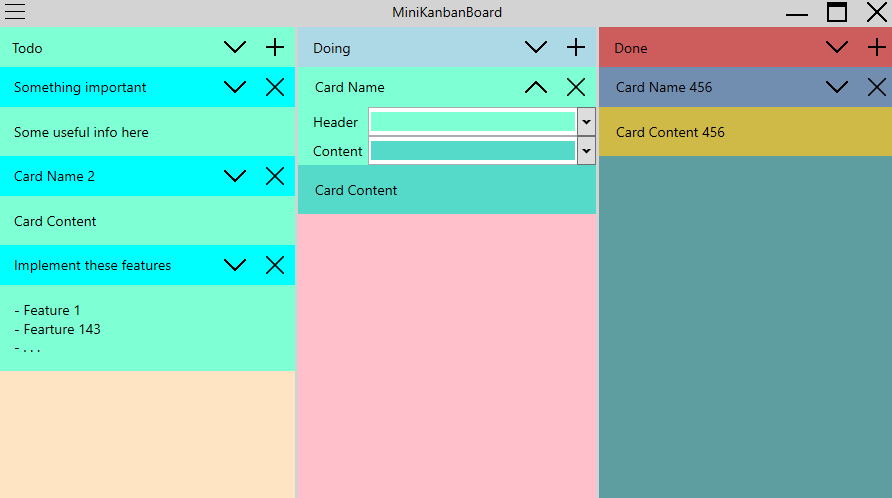 MiniKanbanBoard
Todo
Something important
Some useful info here
Card Name 2
Card Content
Implement these features
- Feature 1
- Fearture 143
- . . .
Doing
Card Name
Header
Content
Card Content
Done
Card Name 456
Card Content 456